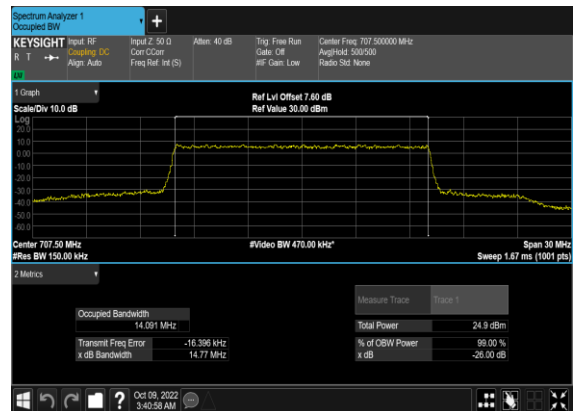 Spectrum Analyzer 1
Occupied BW
KEYSIGHT Input: RF Input Z: 50 Ω Atten: 40 dB Trig: Free Run Center Freq: 707.500000 MHz
R T Coupling: DC Corr CCorr Gate: Off Avg|Hold: 500/500
Align: Auto Freq Ref: Int (S) #IF Gain: Low Radio Std: None
1 Graph
Ref Lvl Offset 7.60 dB
Scale/Div 10.0 dB Ref Value 30.00 dBm
Log
20.0
10.0
0.00
-10.0
-20.0
-30.0
-40.0
-50.0
-60.0
Center 707.50 MHz #Video BW 470.00 kHz* Span 30 MHz
#Res BW 150.00 kHz Sweep 1.67 ms (1001 pts)
2 Metrics
Measure Trace Trace 1
Occupied Bandwidth
14.091 MHz Total Power 24.9 dBm
Transmit Freq Error -16.396 kHz % of OBW Power 99.00 %
x dB Bandwidth 14.77 MHz x dB -26.00 dB
? Oct 09, 2022
3:40:58 AM